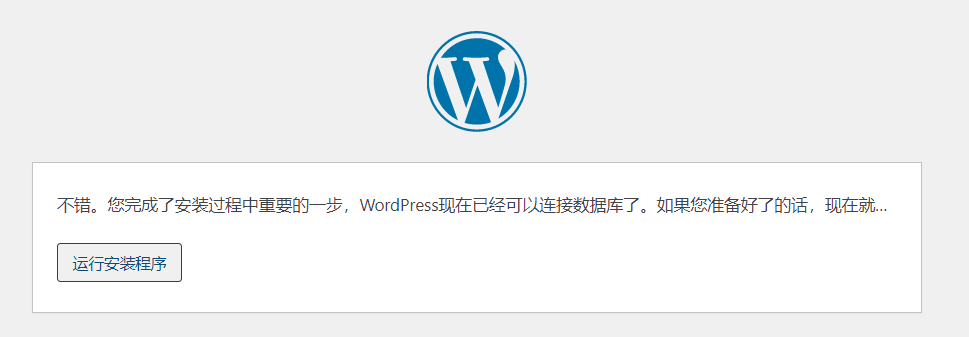 不错。您完成了安装过程中重要的一步，WordPress现在已经可以连接数据库了。如果您准备好了的话，现在就…
运行安装程序